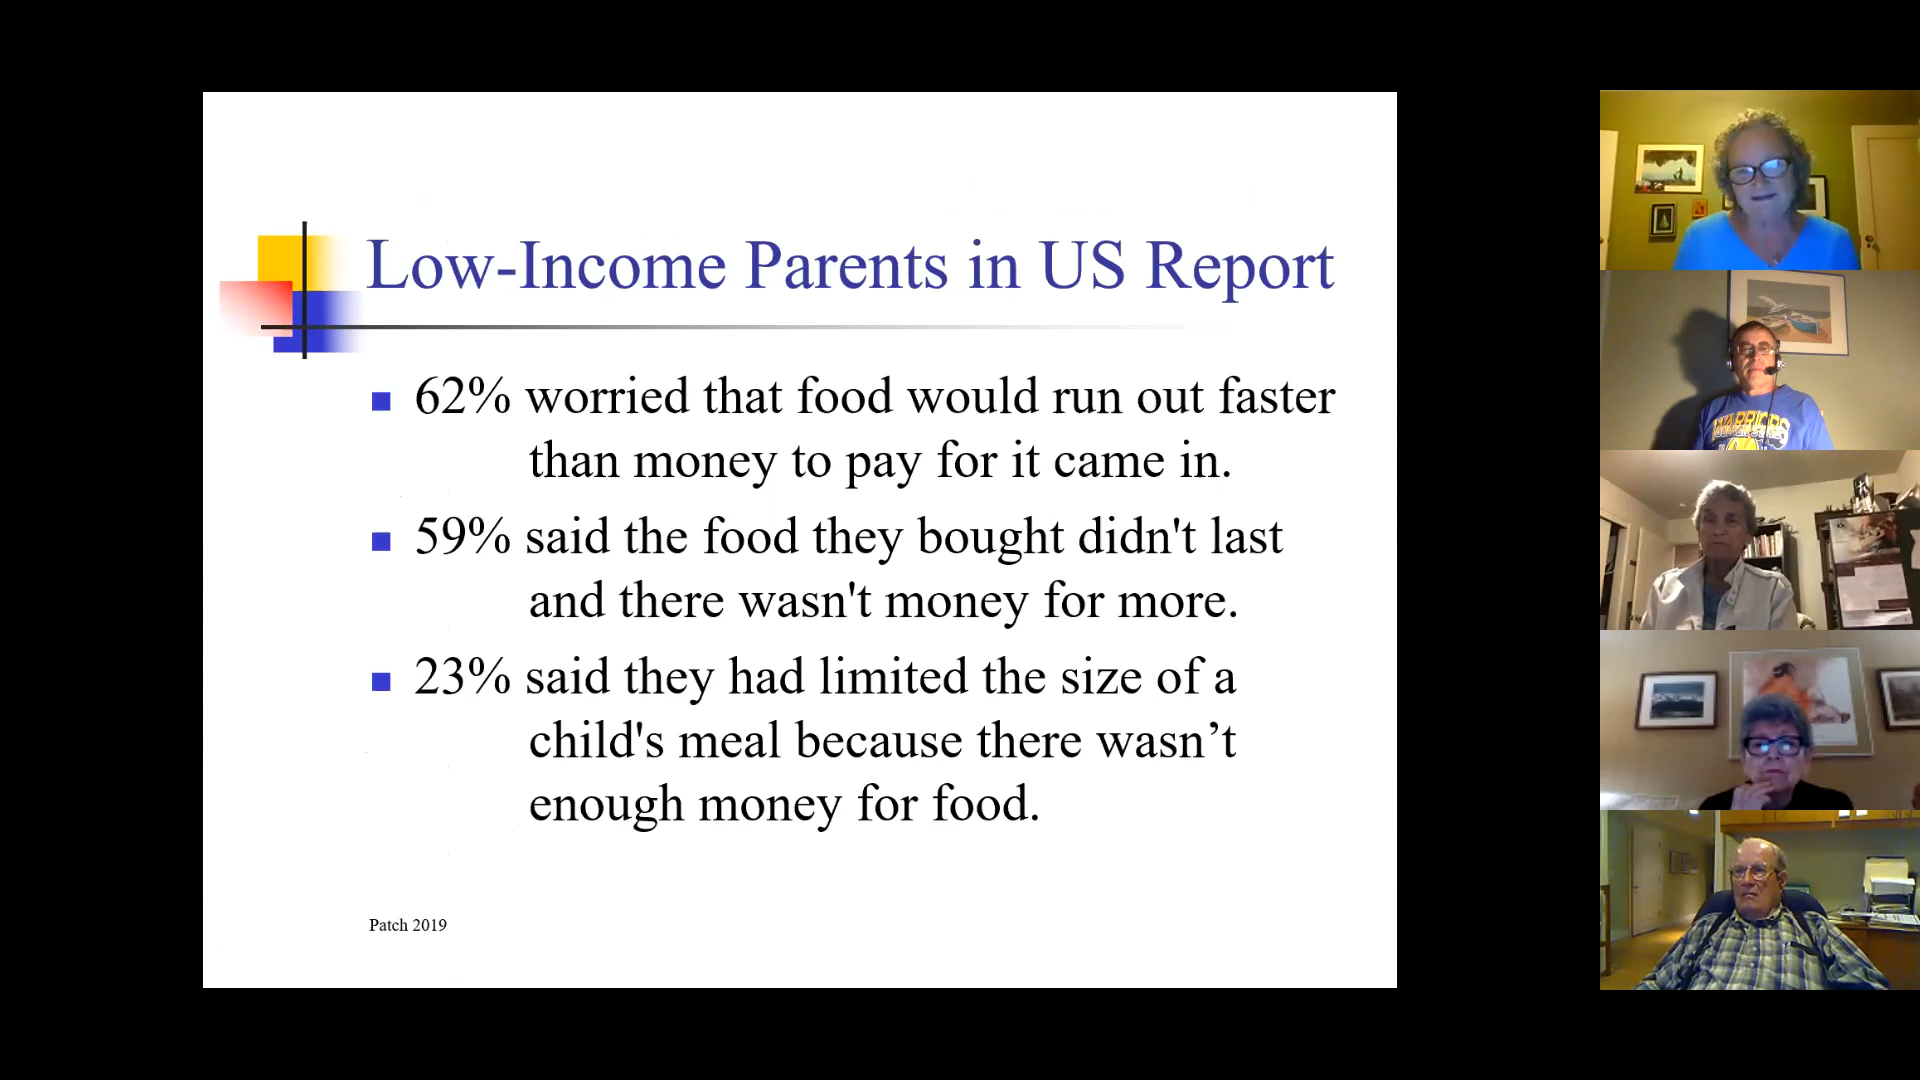 Low-Income Parents in US Report
62% worried that food would run out faster
than money to pay for it came in.
59% said the food they bought didn't last
and there wasn't money for more.
23% said they had limited the size of a
child's meal because there wasn’t
enough money for food.
Patch 2019
WARRIORS